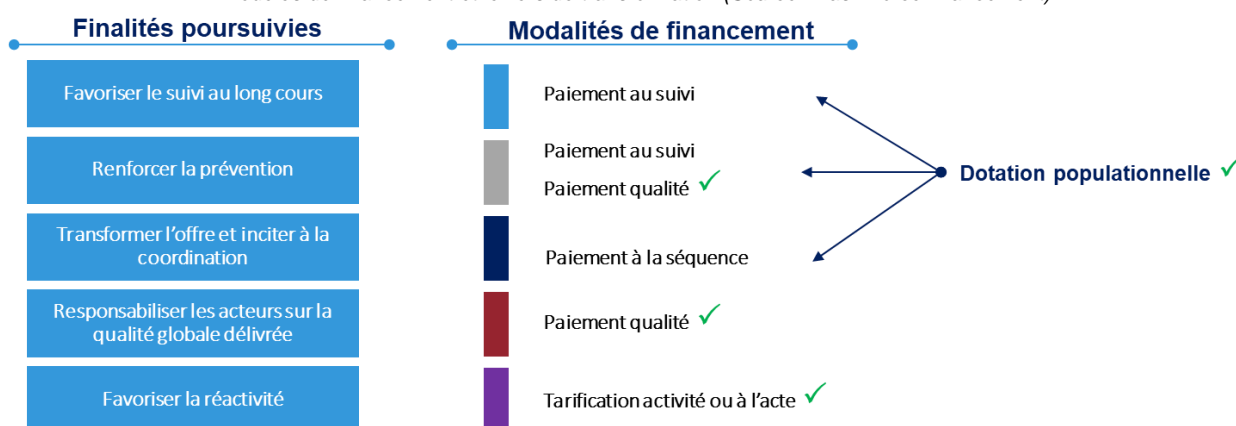 Finalités poursuivies
Modalités de financement
Favoriser le suivi au long cours
Paiement au suivi
Renforcer la prévention
Paiement au suivi
Paiement qualité ✓
Dotation populationnelle ✓
Transformer l'offre et inciter à la
coordination
Paiement à la séquence
Responsabiliser les acteurs sur la
qualité globale délivrée
Paiement qualité ✓
Favoriser la réactivité
Tarification activité ou à l'acte ✓